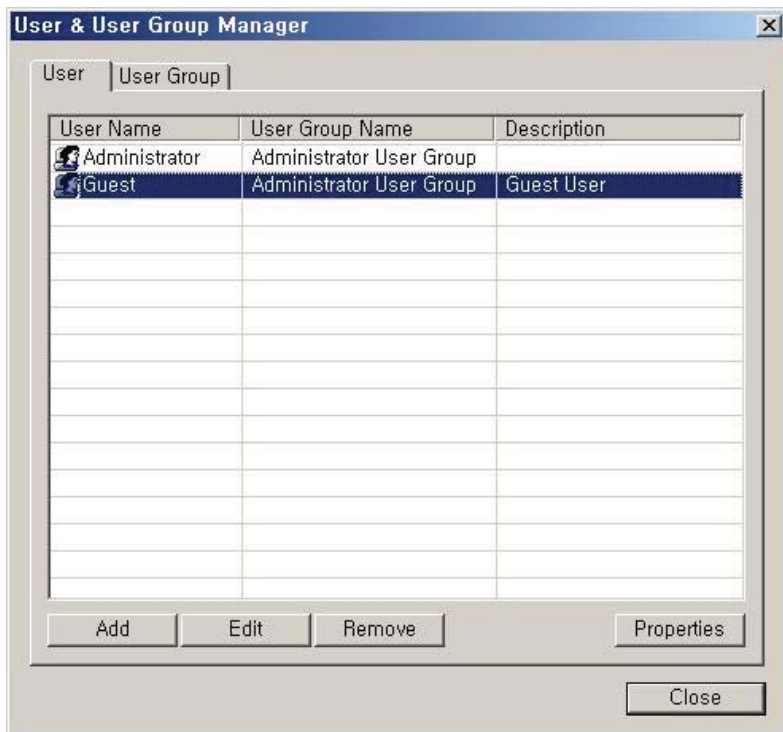 User & User Group Manager
User User Group
User Name User Group Name Description
Administrator Administrator User Group
Guest Administrator User Group Guest User
Add Edit Remove Properties
Close